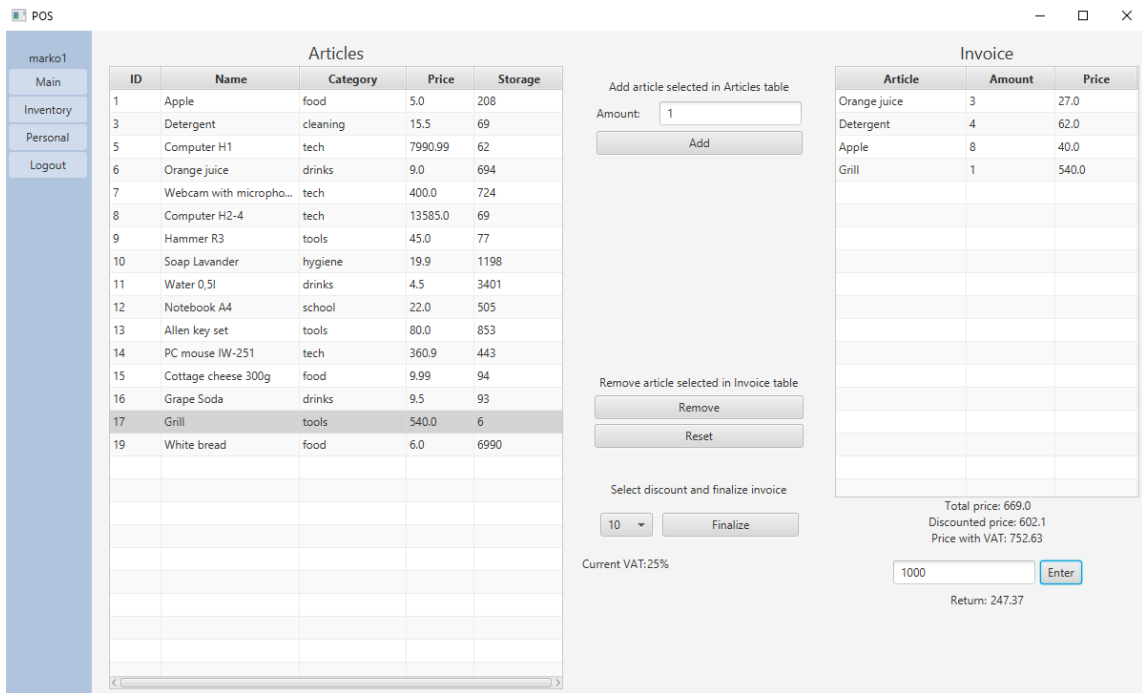 POS
marko1
Main
Inventory
Personal
Logout
Articles
ID Name Category Price Storage
1 Apple food 5.0 208
3 Detergent cleaning 15.5 69
5 Computer H1 tech 7990.99 62
6 Orange juice drinks 9.0 694
7 Webcam with micropho... tech 400.0 724
8 Computer H2-4 tech 13585.0 69
9 Hammer R3 tools 45.0 77
10 Soap Lavander hygiene 19.9 1198
11 Water 0,5l drinks 4.5 3401
12 Notebook A4 school 22.0 505
13 Allen key set tools 80.0 853
14 PC mouse IW-251 tech 360.9 443
15 Cottage cheese 300g food 9.99 94
16 Grape Soda drinks 9.5 93
17 Grill tools 540.0 6
19 White bread food 6.0 6990
Add article selected in Articles table
Amount: 1
Add
Remove article selected in Invoice table
Remove
Reset
Select discount and finalize invoice
10 Finalize
Current VAT:25%
Invoice
Article Amount Price
Orange juice 3 27.0
Detergent 4 62.0
Apple 8 40.0
Grill 1 540.0
Total price: 669.0
Discounted price: 602.1
Price with VAT: 752.63
1000 Enter
Return: 247.37